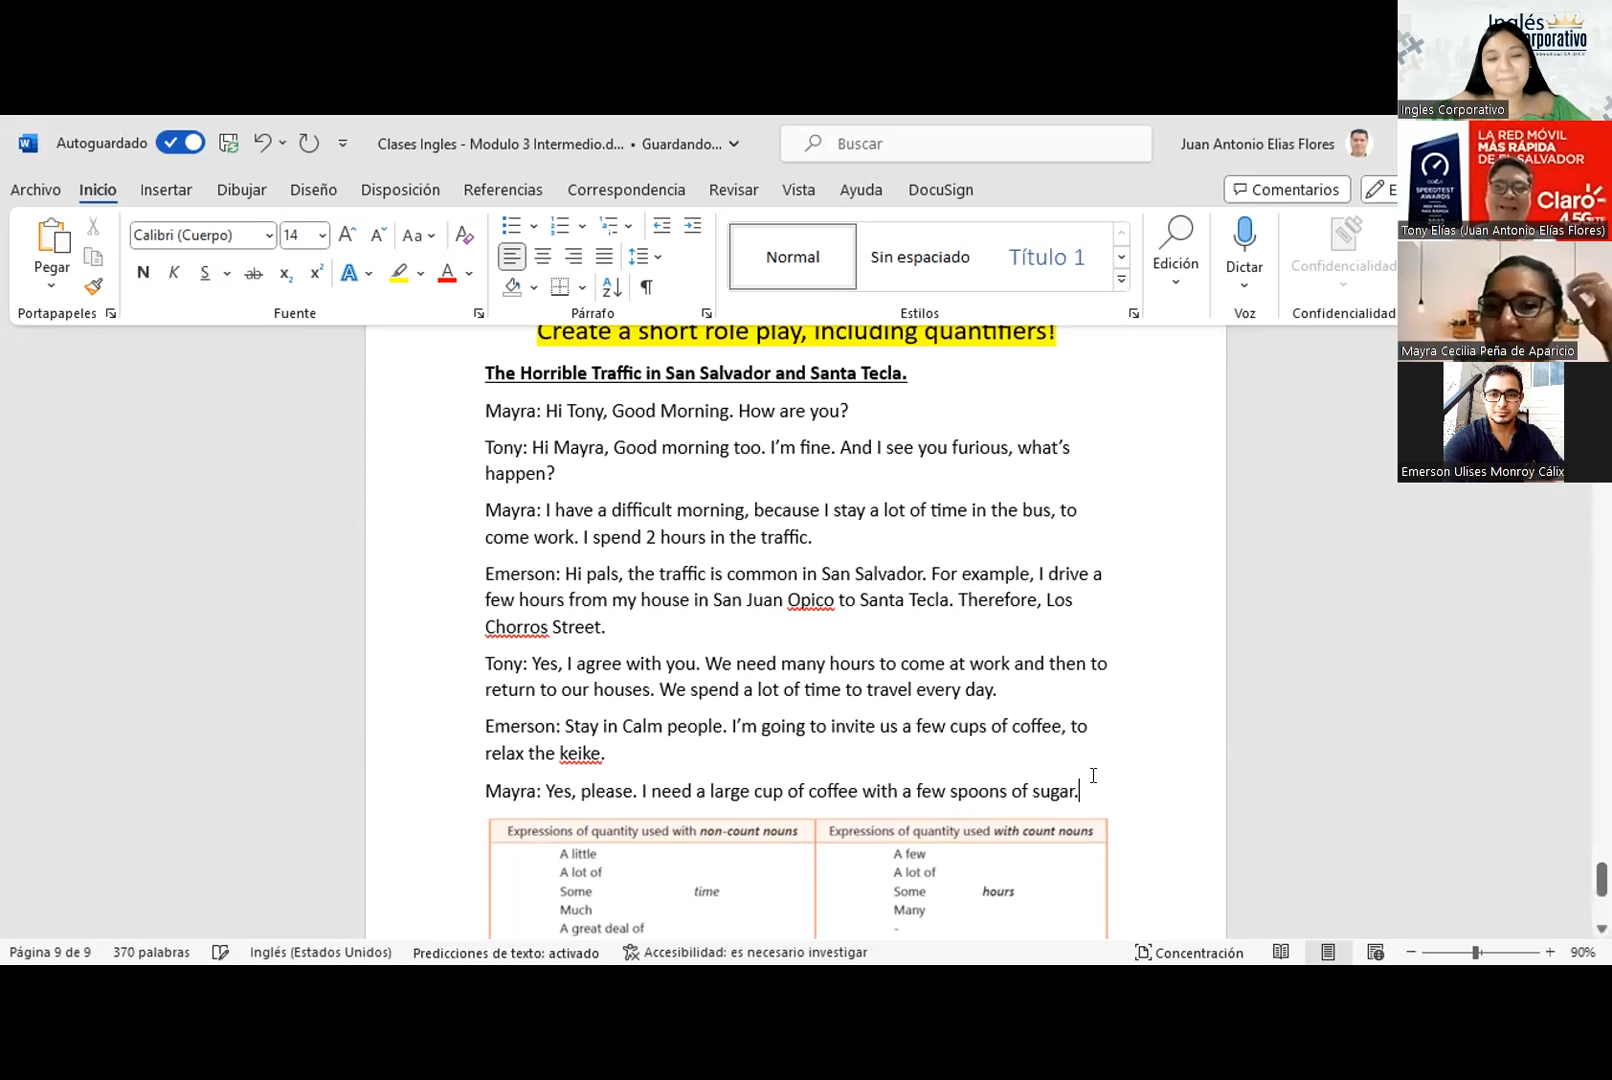 Inglés
Corporativo
Ingles Corporativo
Autoguardado
Clases Ingles - Modulo 3 Intermedio.d... • Guardando...
Buscar
Juan Antonio Elias Flores
Archivo Inicio Insertar Dibujar Diseño Disposición Referencias Correspondencia Revisar Vista Ayuda DocuSign
Comentarios
E
Pegar
Calibri (Cuerpo)
14
Aa
N K S ab x₂ x² A A
Normal
Sin espaciado
Título 1
Edición
Dictar
Confidencialidad
Portapapeles
Fuente
Párrafo
Estilos
Voz
Confidencialidad
LA RED MÓVIL
MÁS RÁPIDA
DE EL SALVADOR
SPEEDTEST
AWARDS
Claro
4.5G
Tony Elías (Juan Antonio Elías Flores)
Mayra Cecilia Peña de Aparicio
Emerson Ulises Monroy Cálix
Create a short role play, including quantifiers!
The Horrible Traffic in San Salvador and Santa Tecla.
Mayra: Hi Tony, Good Morning. How are you?
Tony: Hi Mayra, Good morning too. I'm fine. And I see you furious, what's
happen?
Mayra: I have a difficult morning, because I stay a lot of time in the bus, to
come work. I spend 2 hours in the traffic.
Emerson: Hi pals, the traffic is common in San Salvador. For example, I drive a
few hours from my house in San Juan Opico to Santa Tecla. Therefore, Los
Chorros Street.
Tony: Yes, I agree with you. We need many hours to come at work and then to
return to our houses. We spend a lot of time to travel every day.
Emerson: Stay in Calm people. I'm going to invite us a few cups of coffee, to
relax the keike.
Mayra: Yes, please. I need a large cup of coffee with a few spoons of sugar.
Expressions of quantity used with non-count nouns
Expressions of quantity used with count nouns
A little
A lot of
Some
Much
A great deal of
time
A few
A lot of
Some
Many
-
hours
Página 9 de 9
370 palabras
Inglés (Estados Unidos)
Predicciones de texto: activado
Accesibilidad: es necesario investigar
Concentración
90%